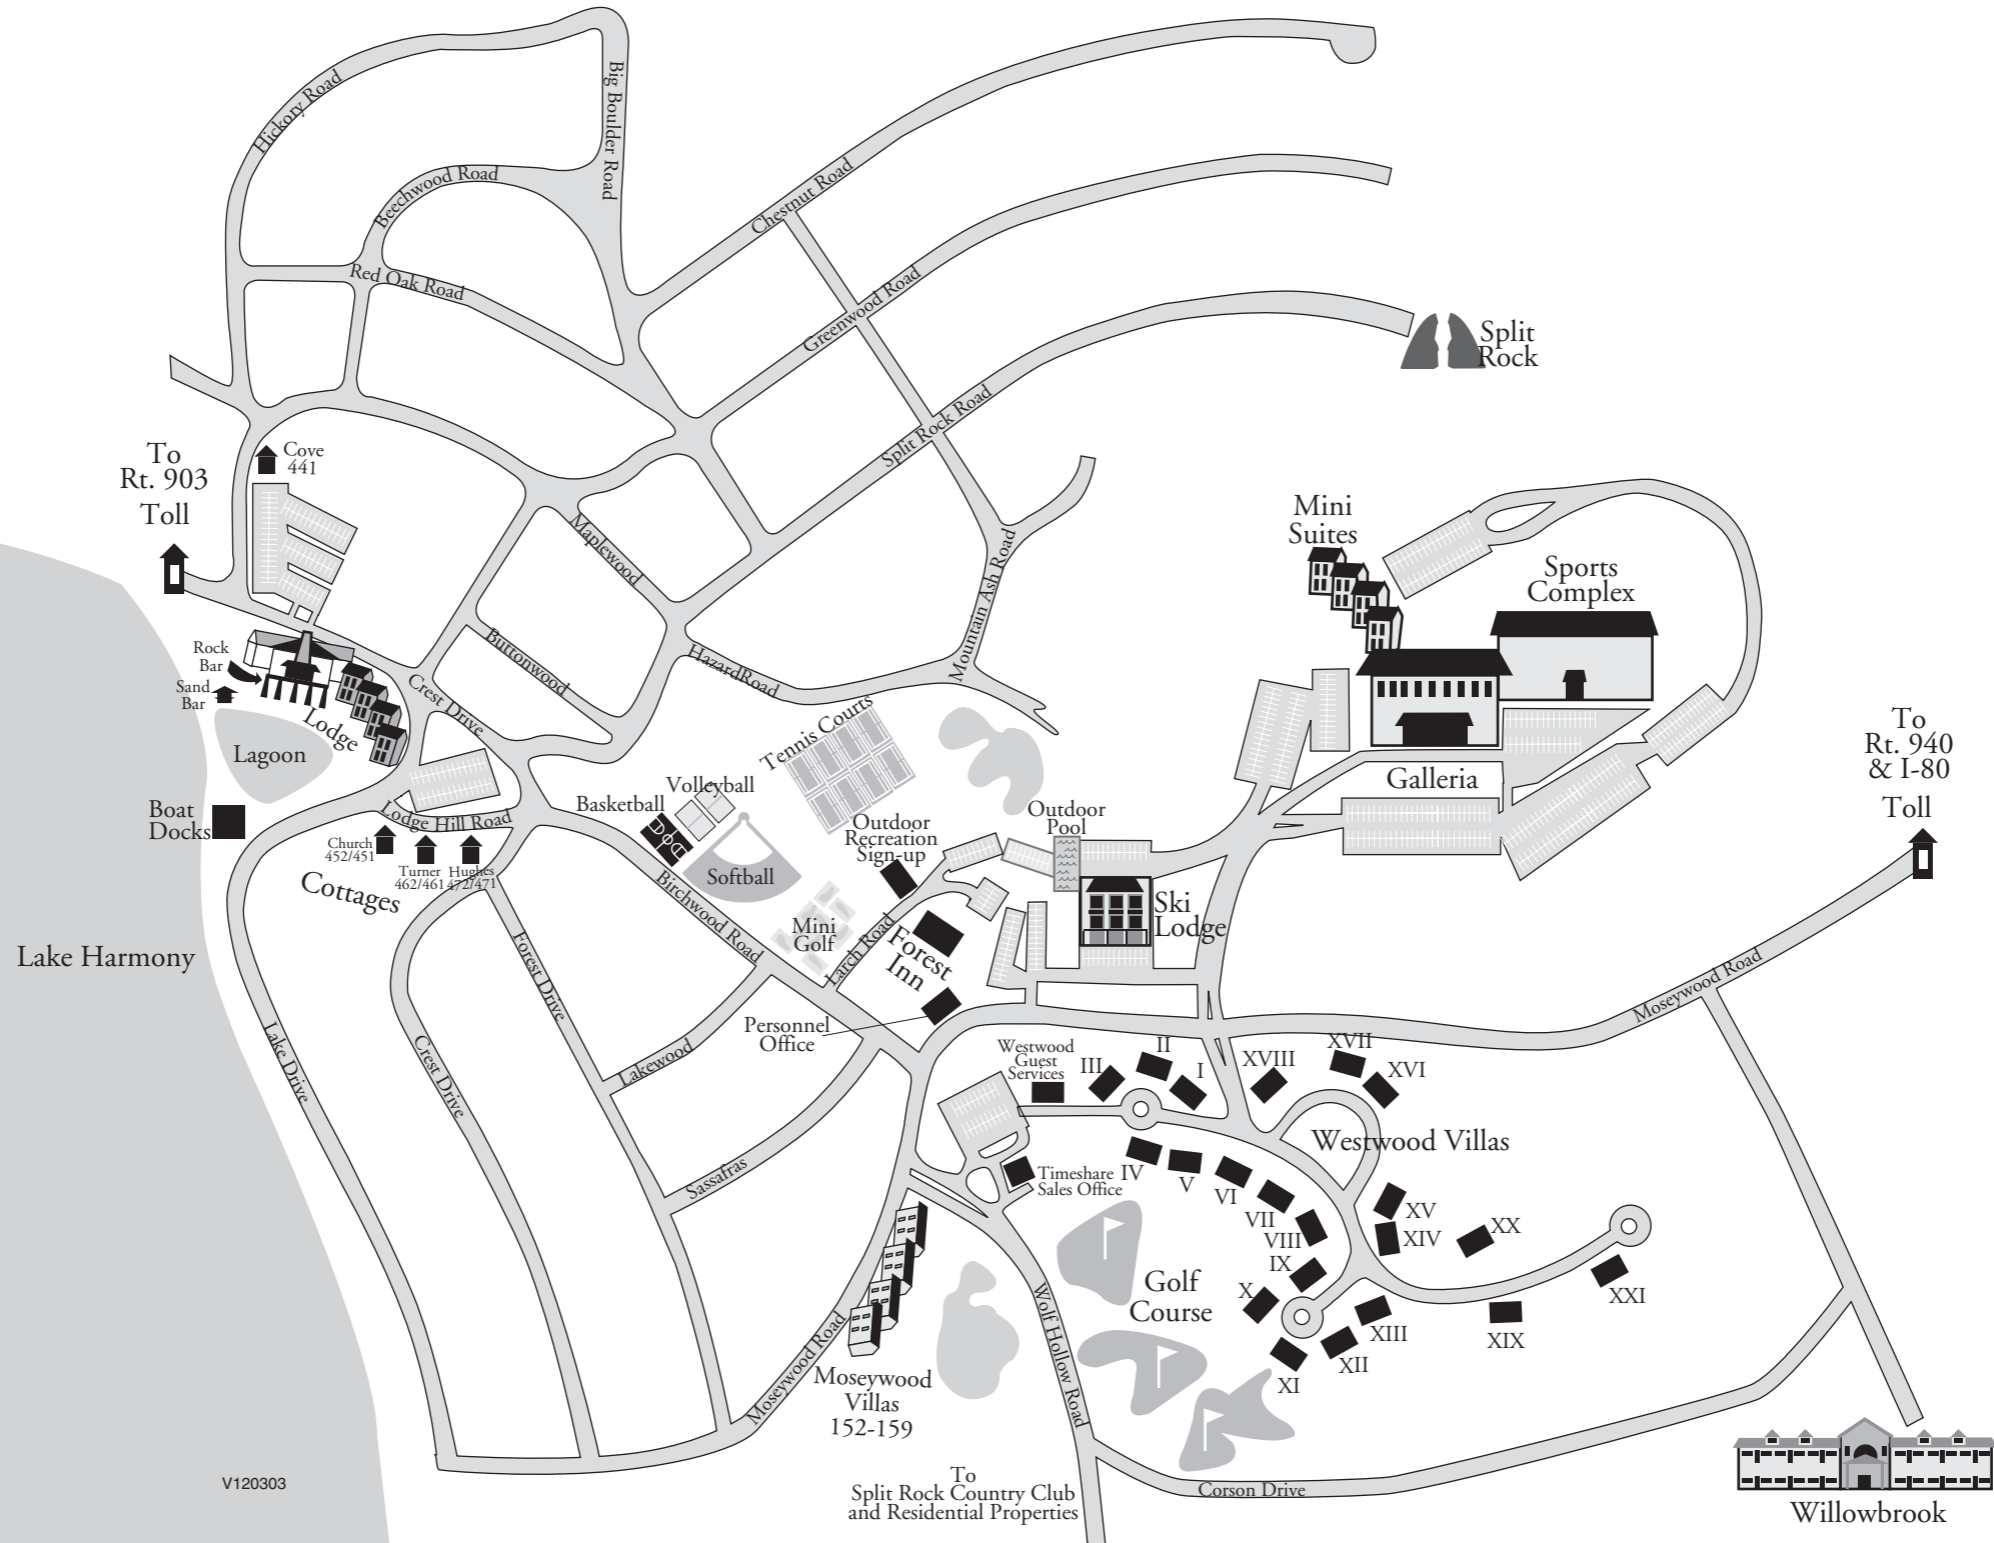 Hickory Road
Big Boulder Road
Beechwood Road
Chestnut Road
Red Oak Road
Greenwood Road
Split
Rock
Split Rock Road
To
Rt. 903
Toll
Cove
441
Maplewood
Mountain Ash Road
Mini
Suites
Sports
Complex
Rock
Bar
Sand
Bar
Lodge
Lagoon
Crest Drive
Buttonwood
HazardRoad
Tennis Courts
Galleria
To
Rt. 940
& I-80
Toll
Boat
Docks
Lodge Hill Road
Church
452/451
Turner
462/461
Hughes
472/471
Cottages
Basketball
Volleyball
Softball
Outdoor
Recreation
Sign-up
Outdoor
Pool
Ski
Lodge
Birchwood Road
Mini
Golf
Larch Road
Forest
Inn
Lake Harmony
Forest Drive
Personnel
Office
Moseywood Road
Lake Drive
Crest Drive
Lakewood
Sassafras
Westwood
Guest
Services
III
II
I
XVIII
XVII
XVI
Westwood Villas
Timeshare
Sales Office
IV
V
VI
VII
VIII
IX
X
XI
XII
XIII
XIV
XV
XX
XXI
XIX
Golf
Course
Wolf Hollow Road
Moseywood Road
Moseywood
Villas
152-159
To
Split Rock Country Club
and Residential Properties
Corson Drive
Willowbrook
V120303